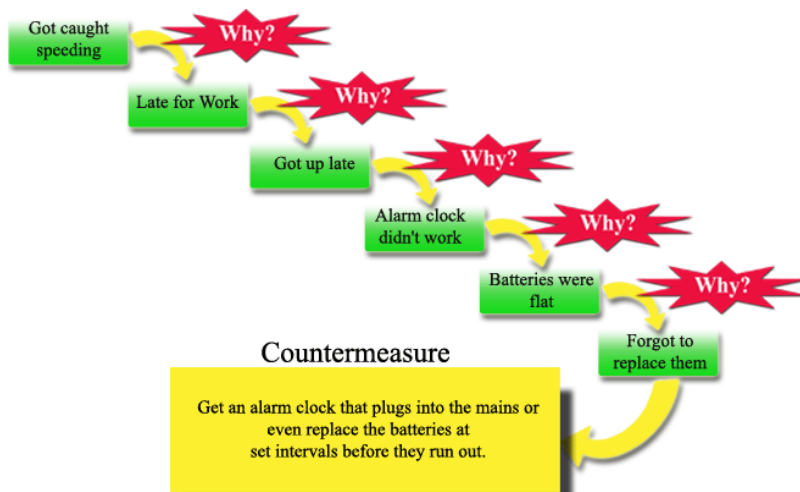 Got caught
speeding
Why?
Late for Work
Why?
Got up late
Why?
Alarm clock
didn't work
Why?
Batteries were
flat
Why?
Forgot to
replace them
Countermeasure
Get an alarm clock that plugs into the mains or
even replace the batteries at
set intervals before they run out.